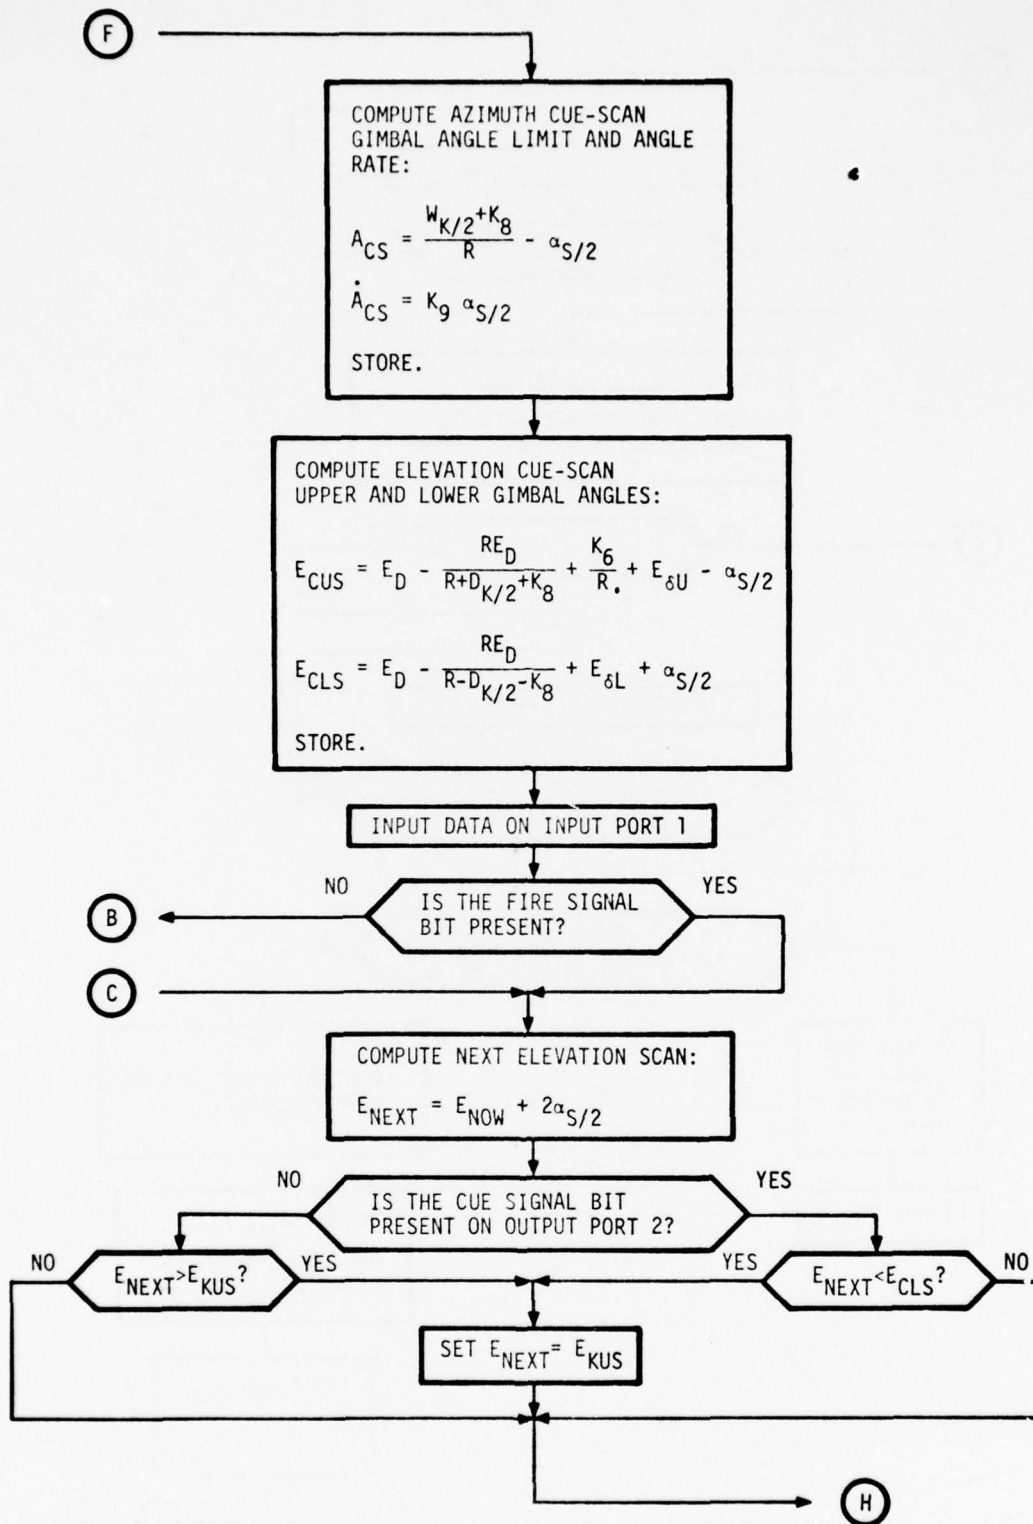 F
COMPUTE AZIMUTH CUE-SCAN
GIMBAL ANGLE LIMIT AND ANGLE
RATE:
A_CS = (W_K/2+K_8)/R - α_S/2
Ȧ_CS = K_9 α_S/2
STORE.
COMPUTE ELEVATION CUE-SCAN
UPPER AND LOWER GIMBAL ANGLES:
E_CUS = E_D - RE_D/(R+D_K/2+K_8) + K_6/R. + E_δU - α_S/2
E_CLS = E_D - RE_D/(R-D_K/2-K_8) + E_δL + α_S/2
STORE.
INPUT DATA ON INPUT PORT 1
NO
YES
IS THE FIRE SIGNAL
BIT PRESENT?
B
C
COMPUTE NEXT ELEVATION SCAN:
E_NEXT = E_NOW + 2α_S/2
NO
YES
IS THE CUE SIGNAL BIT
PRESENT ON OUTPUT PORT 2?
NO
E_NEXT>E_KUS?
YES
YES
E_NEXT<E_CLS?
NO
SET E_NEXT= E_KUS
H